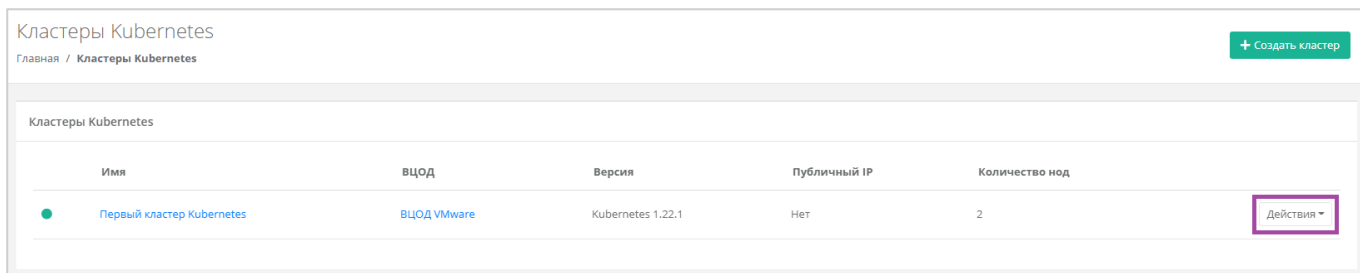 Кластеры Kubernetes
Главная / Кластеры Kubernetes
+ Создать кластер
Кластеры Kubernetes
Имя ВЦОД Версия Публичный IP Количество нод
Первый кластер Kubernetes ВЦОД VMware Kubernetes 1.22.1 Нет 2 Действия